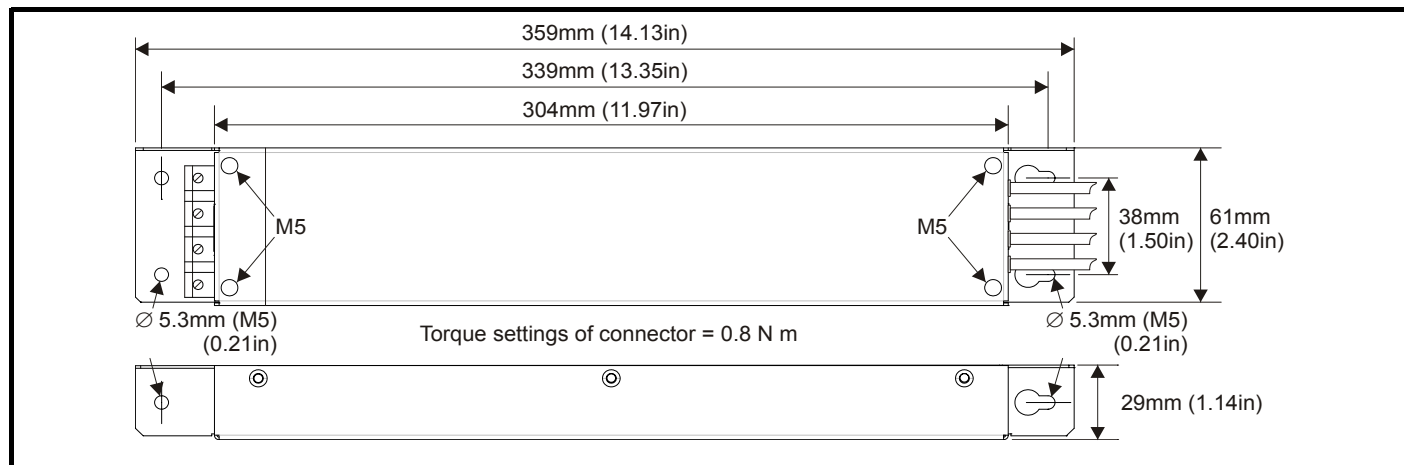 359mm (14.13in)
339mm (13.35in)
304mm (11.97in)
M5
M5
38mm
(1.50in)
61mm
(2.40in)
∅ 5.3mm (M5)
(0.21in)
Torque settings of connector = 0.8 N m
∅ 5.3mm (M5)
(0.21in)
29mm (1.14in)